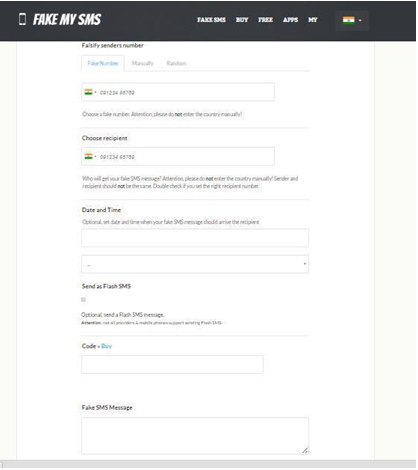 FAKE MY SMS
FAKE SMS BUY FREE APPS MY
Falsify senders number
Fake Number Manually Random
091234 56789
Choose a fake number. Attention, please do not enter the country manually!
Choose recipient
091234 56789
Who will get your fake SMS message? Attention, please do not enter the country manually! Sender and
recipient should not be the same. Double check if you set the right recipient number.
Date and Time
Optional, set date and time when your fake SMS message should arrive the recipient
--
Send as Flash SMS
Optional send a Flash SMS message.
Attention: Not all providers & mobile phones support sending Flash SMS.
Code » Buy
Fake SMS Message